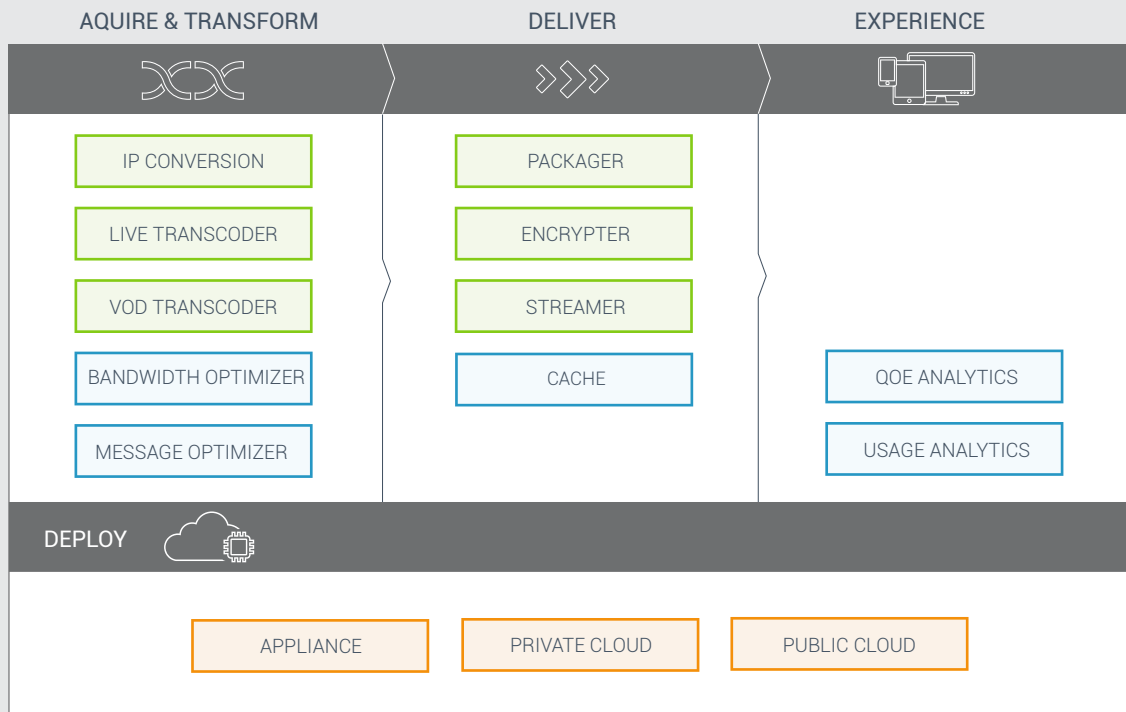 AQUIRE & TRANSFORM
DELIVER
EXPERIENCE
IP CONVERSION
LIVE TRANSCODER
VOD TRANSCODER
BANDWIDTH OPTIMIZER
MESSAGE OPTIMIZER
PACKAGER
ENCRYPTER
STREAMER
CACHE
QOE ANALYTICS
USAGE ANALYTICS
DEPLOY
APPLIANCE
PRIVATE CLOUD
PUBLIC CLOUD